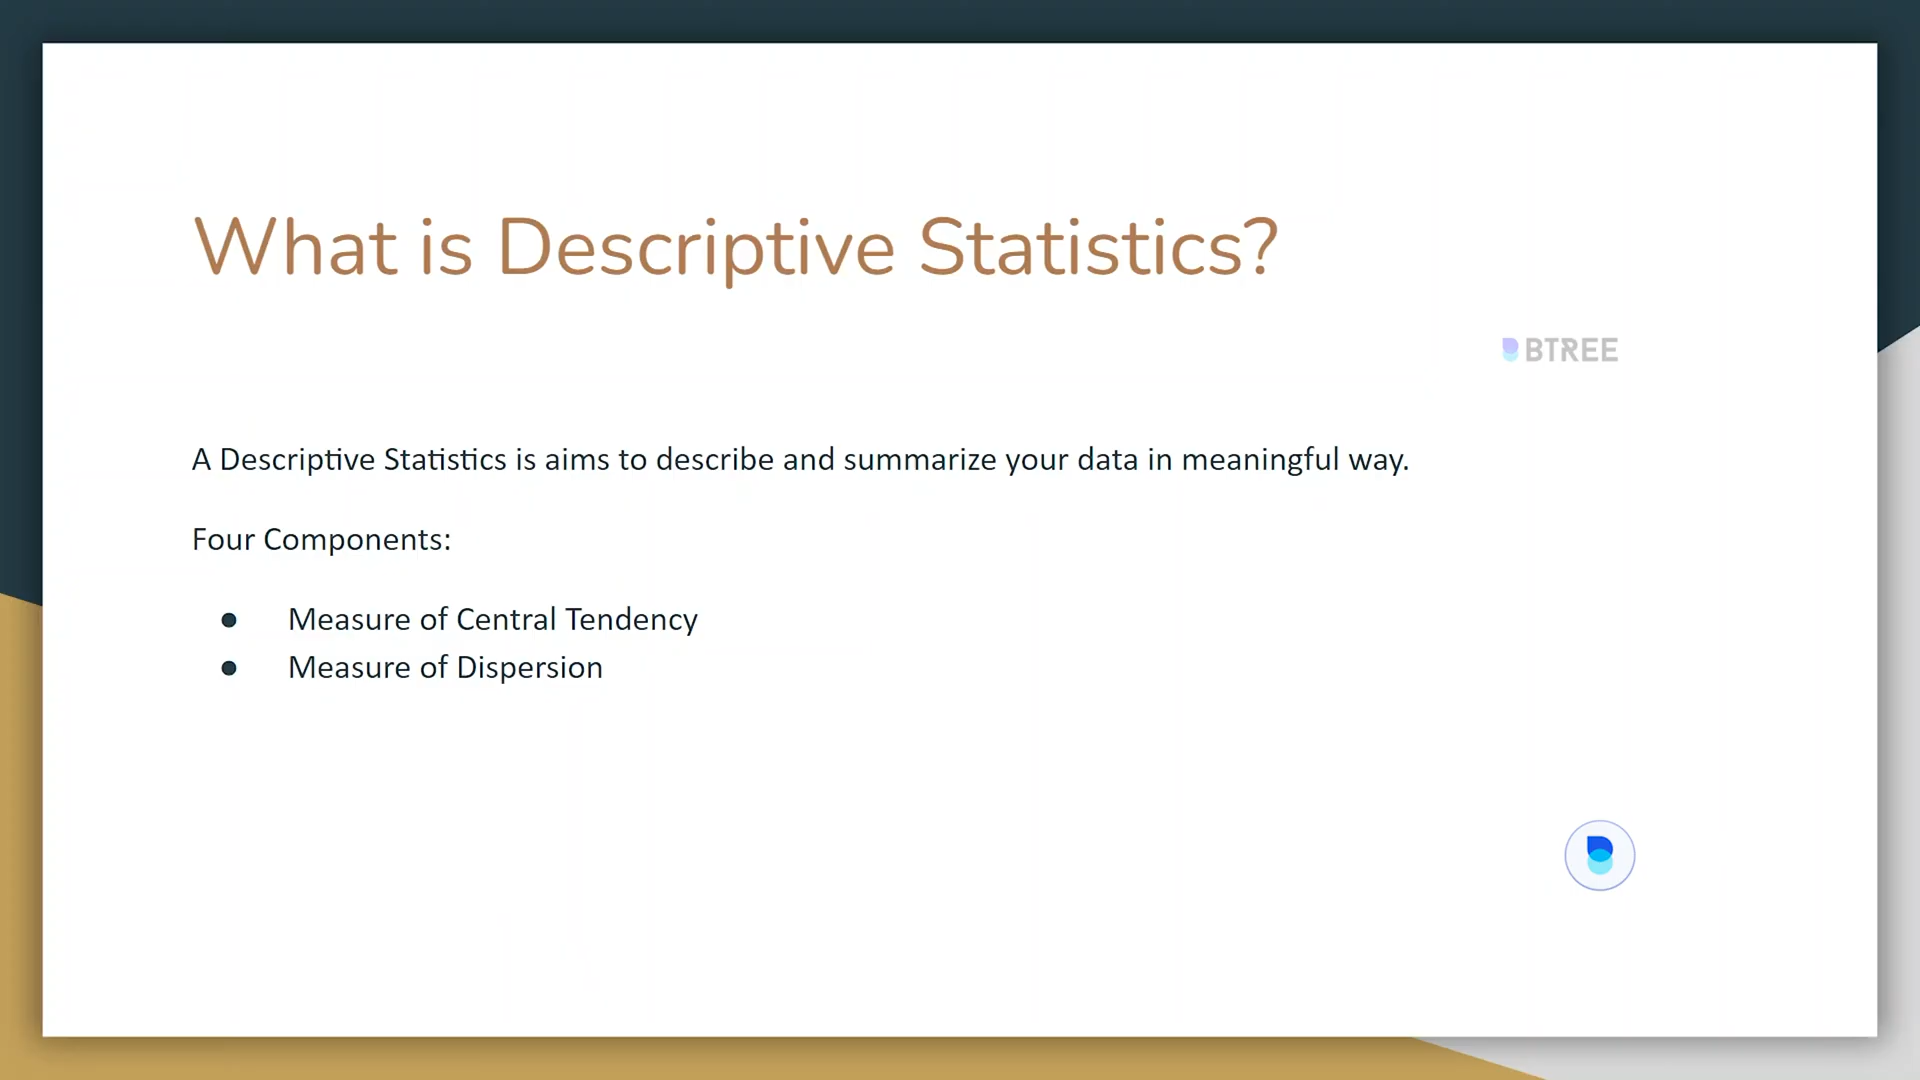 What is Descriptive Statistics?
BTREE
A Descriptive Statistics is aims to describe and summarize your data in meaningful way.
Four Components:
● Measure of Central Tendency
● Measure of Dispersion